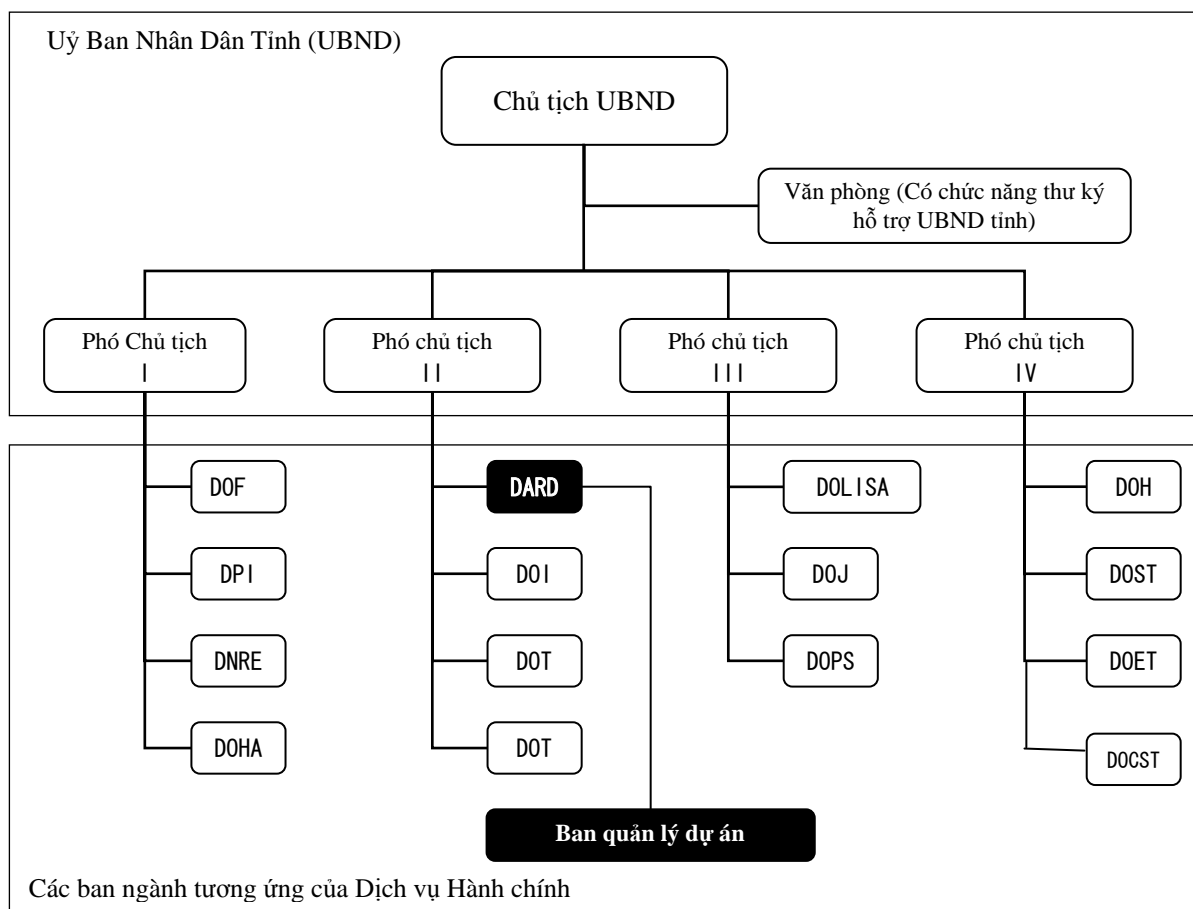 Uỷ Ban Nhân Dân Tỉnh (UBND)
Chủ tịch UBND
Văn phòng (Có chức năng thư ký
hỗ trợ UBND tỉnh)
Phó Chủ tịch
I
Phó chủ tịch
II
Phó chủ tịch
III
Phó chủ tịch
IV
DOF
DARD
DOLISA
DOH
DPI
DOI
DOJ
DOST
DNRE
DOT
DOPS
DOET
DOHA
DOT
DOCST
Ban quản lý dự án
Các ban ngành tương ứng của Dịch vụ Hành chính